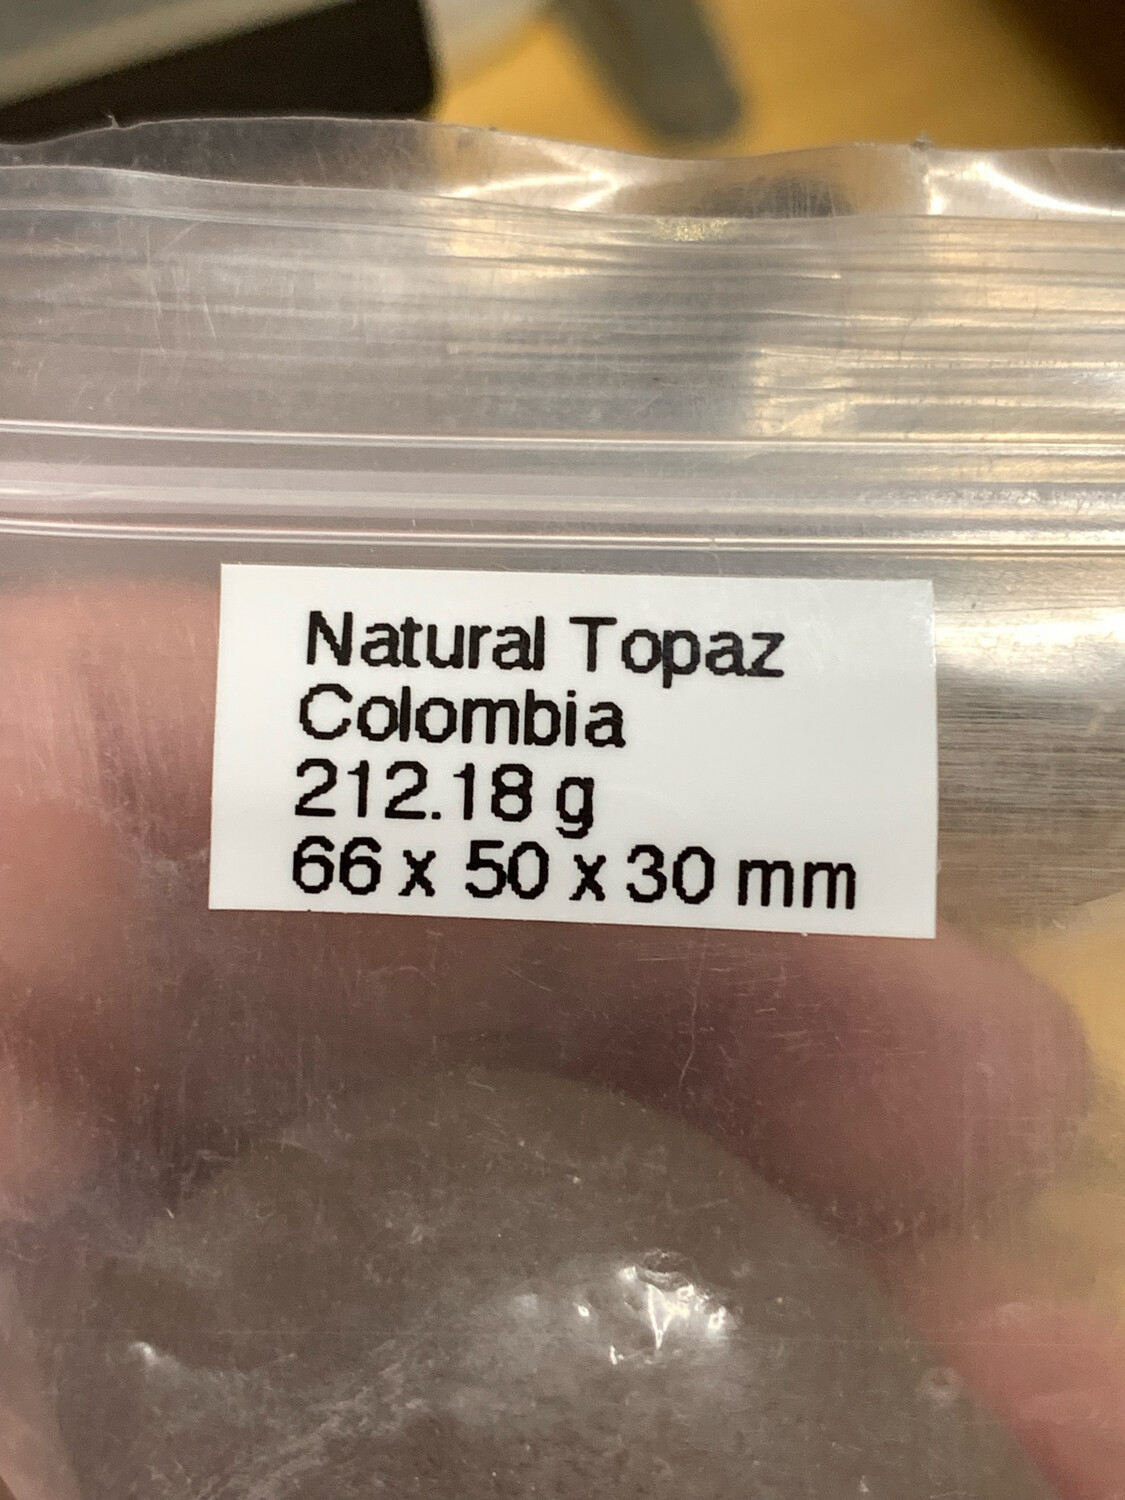 Natural Topaz
Colombia
212.18 g
66 x 50 x 30 mm